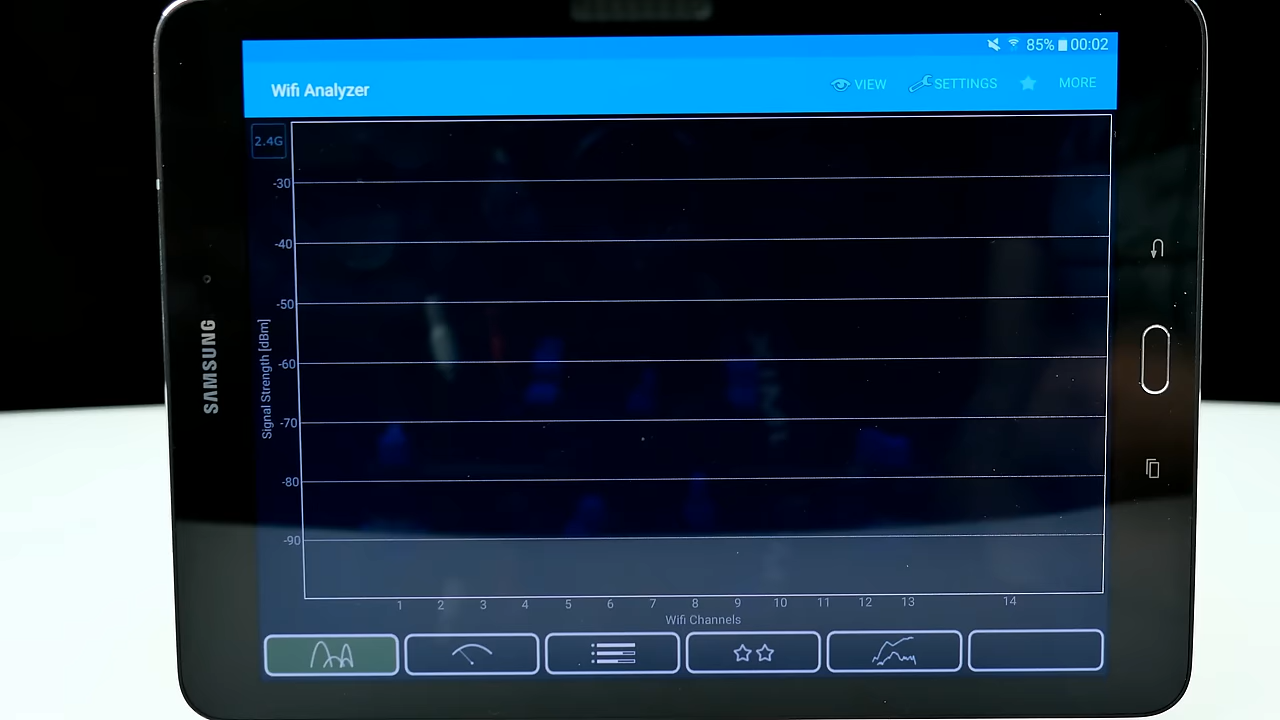 85% 00:02
Wifi Analyzer VIEW SETTINGS MORE
2.4G
-30
-40
-50
-60
-70
-80
-90
Signal Strength [dBm]
SAMSUNG
1 2 3 4 5 6 7 8 9 10 11 12 13 14
Wifi Channels